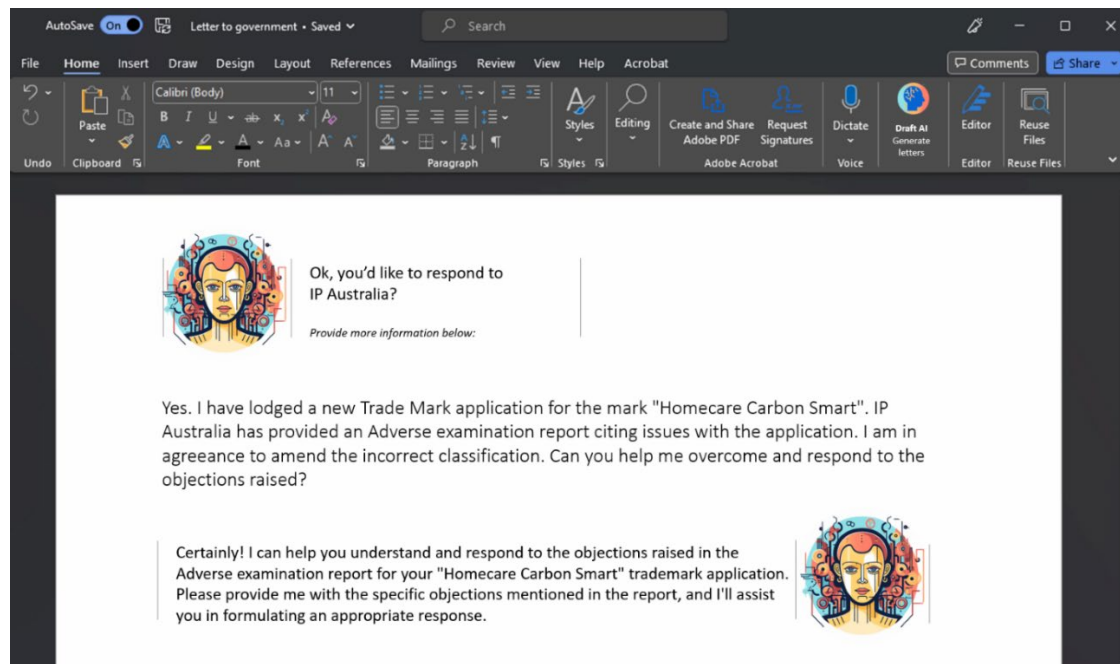 AutoSave On Letter to government • Saved Search
File Home Insert Draw Design Layout References Mailings Review View Help Acrobat Comments Share
Calibri (Body) 11
Paste
Styles Editing Create and Share Adobe PDF Request Signatures Dictate Draft AI Generate letters Editor Reuse Files
B I U ab x, x² A
A A Aa A A
Undo Clipboard Font Paragraph Styles Adobe Acrobat Voice Editor Reuse Files
Ok, you'd like to respond to
IP Australia?
Provide more information below:
Yes. I have lodged a new Trade Mark application for the mark "Homecare Carbon Smart". IP
Australia has provided an Adverse examination report citing issues with the application. I am in
agreeance to amend the incorrect classification. Can you help me overcome and respond to the
objections raised?
Certainly! I can help you understand and respond to the objections raised in the
Adverse examination report for your "Homecare Carbon Smart" trademark application.
Please provide me with the specific objections mentioned in the report, and I'll assist
you in formulating an appropriate response.